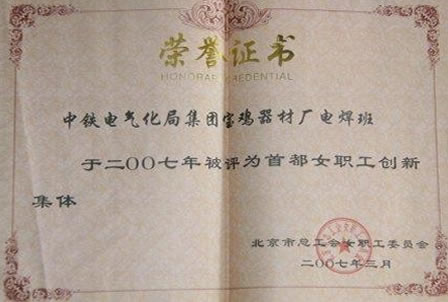 荣誉证书
HONORARY CREDENTIAL
中铁电气化局集团宝鸡器材厂电焊班
于二〇〇七年被评为首都女职工创新
集体
北京市总工会女职工委员会
二〇〇七年三月